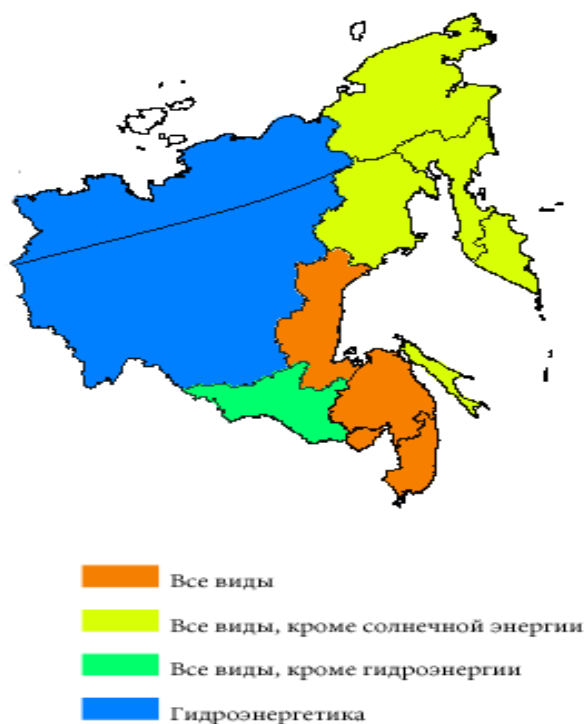 Все виды
Все виды, кроме солнечной энергии
Все виды, кроме гидроэнергии
Гидроэнергетика